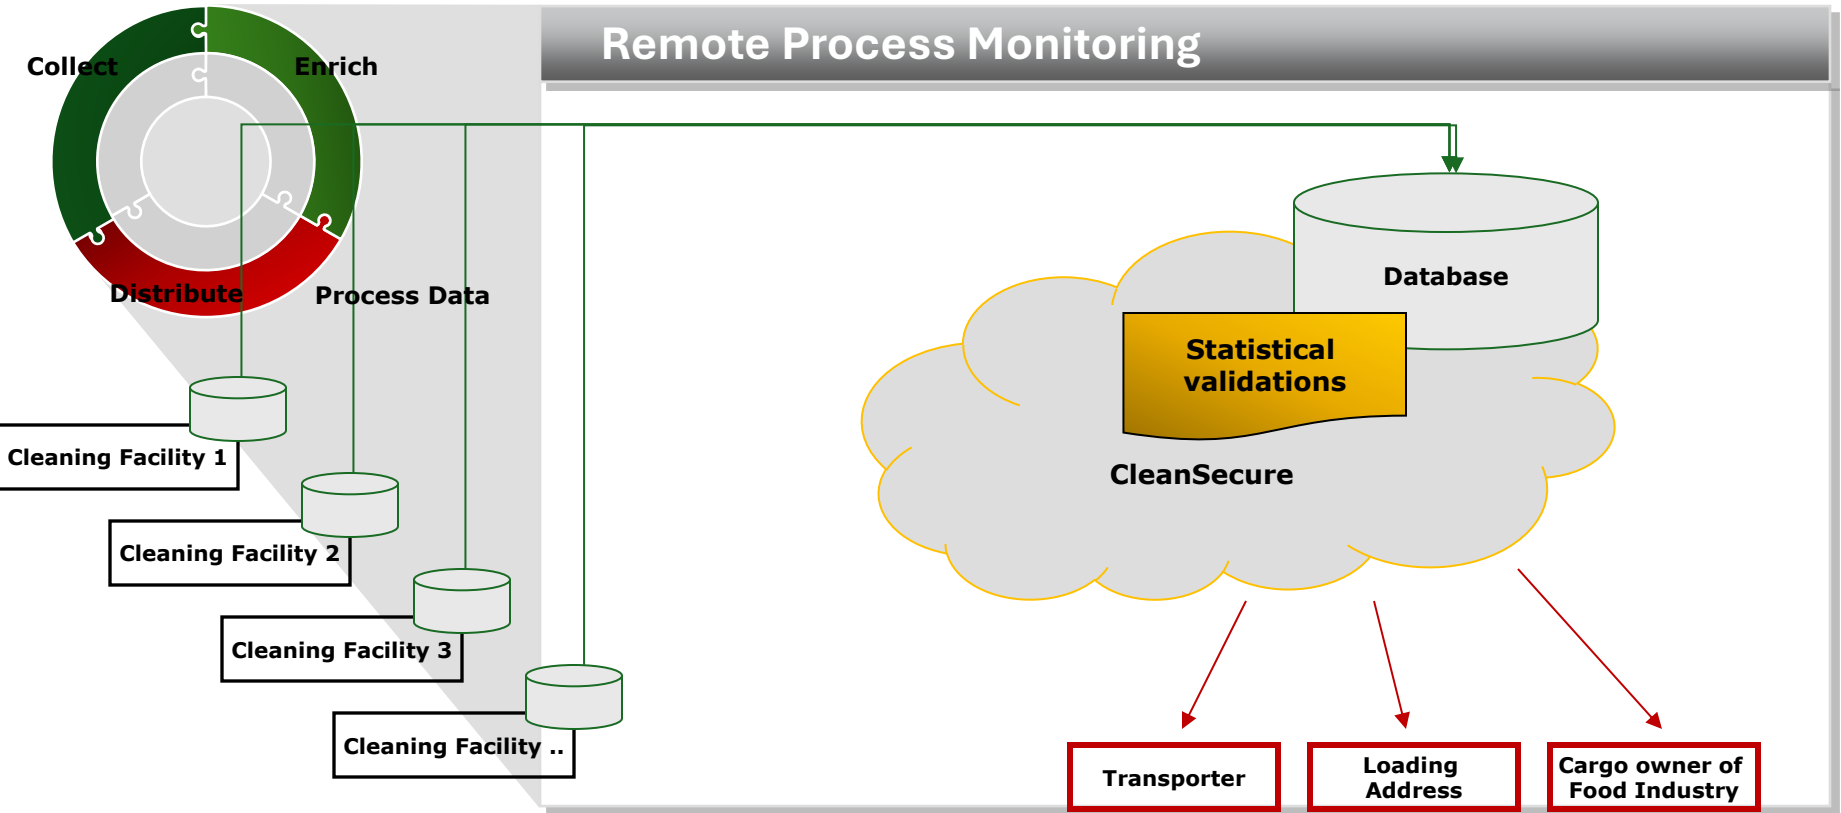 Remote Process Monitoring
Collect
Enrich
Distribute
Process Data
Database
Statistical
validations
CleanSecure
Cleaning Facility 1
Cleaning Facility 2
Cleaning Facility 3
Cleaning Facility ..
Transporter
Loading
Address
Cargo owner of
Food Industry